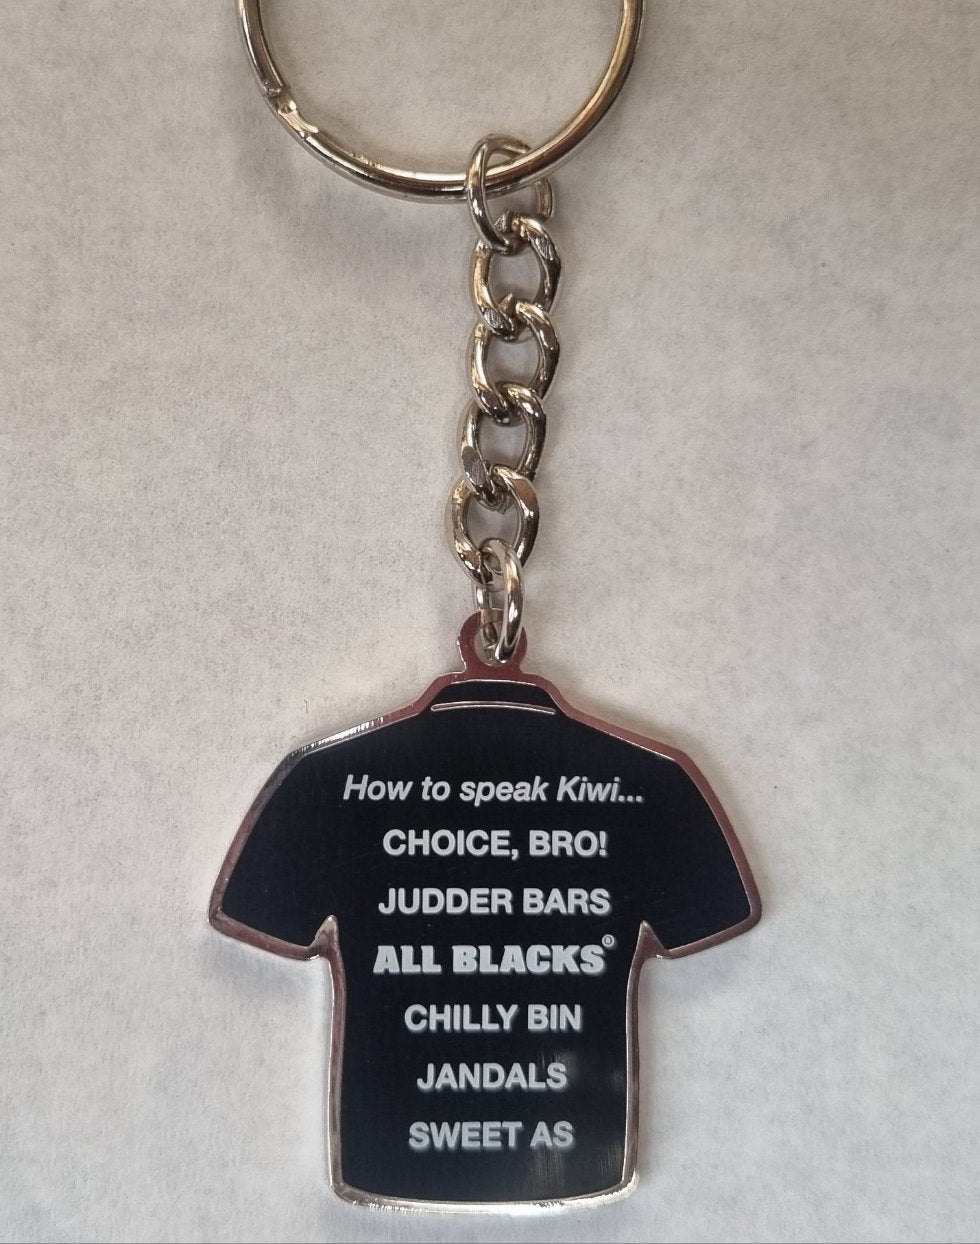 How to speak Kiwi...
CHOICE, BRO!
JUDDER BARS
ALL BLACKS®
CHILLY BIN
JANDALS
SWEET AS